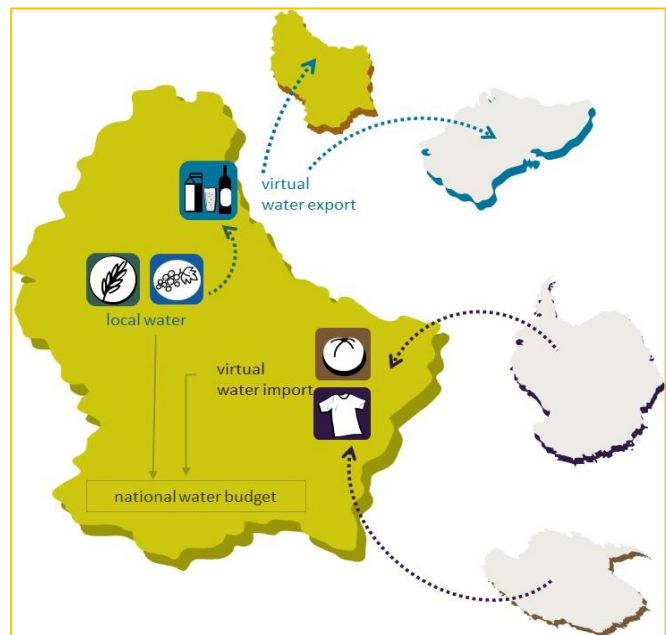 virtual
water export
local water
virtual
water import
national water budget